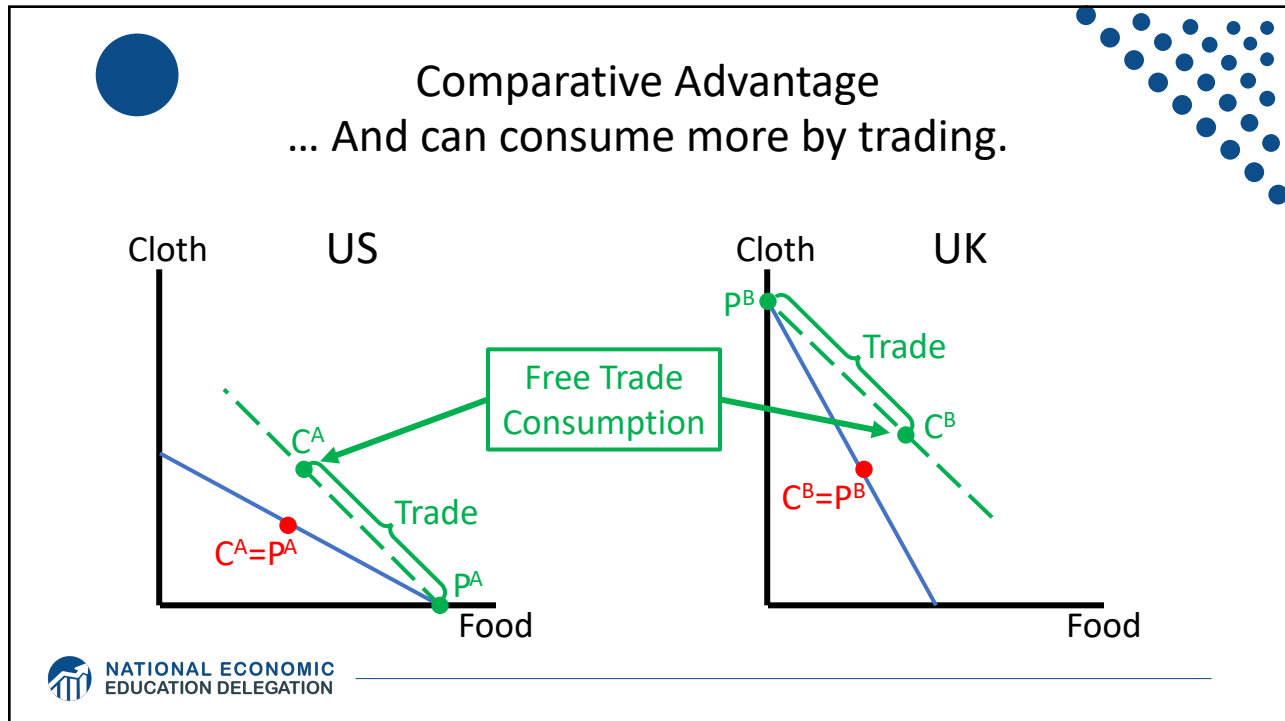 Comparative Advantage
… And can consume more by trading.
Cloth
US
C^A
Trade
C^A=P^A
P^A
Food
Free Trade
Consumption
Cloth
UK
P^B
Trade
C^B
C^B=P^B
Food
NATIONAL ECONOMIC
EDUCATION DELEGATION